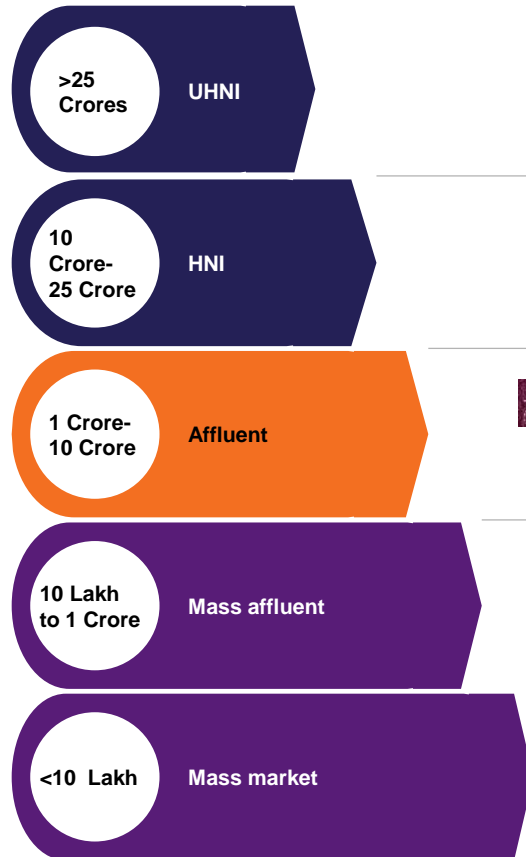 >25
Crores
UHNI
10
Crore-
25 Crore
HNI
1 Crore-
10 Crore
Affluent
10 Lakh
to 1 Crore
Mass affluent
<10  Lakh
Mass market